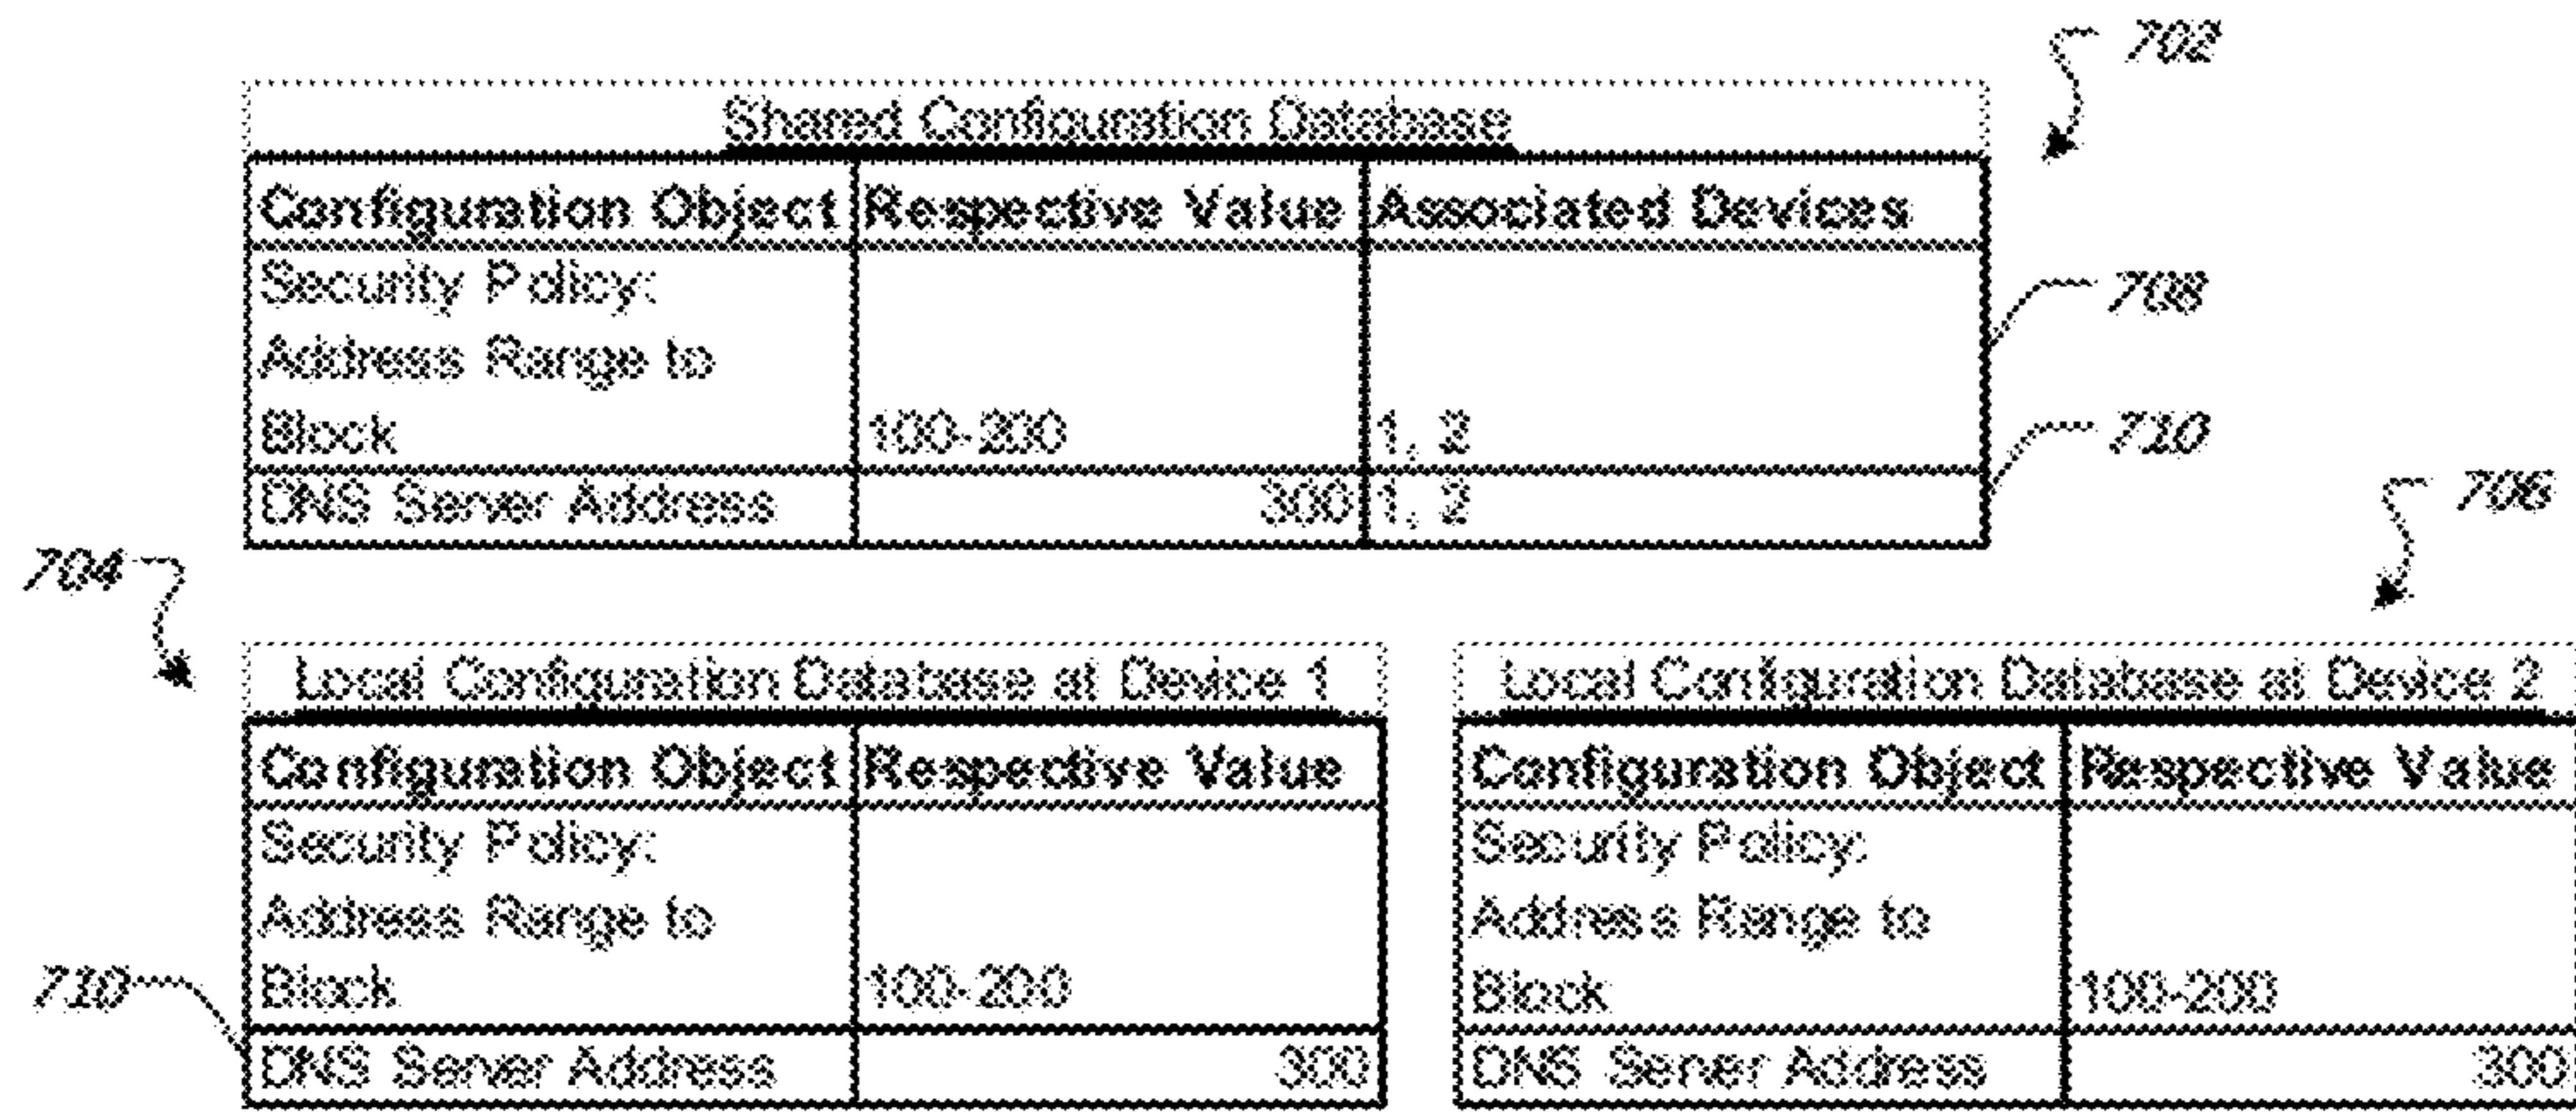 702
Shared Configuration Database
Configuration Object Respective Value Associated Devices
Security Policy:
Address Range to
Block 100-200 1, 2
708
DNS Server Address 300 1, 2
710
706
704
Local Configuration Database at Device 1
Configuration Object Respective Value
Security Policy:
Address Range to
Block 100-200
710
DNS Server Address 300
Local Configuration Database at Device 2
Configuration Object Respective Value
Security Policy:
Address Range to
Block 100-200
DNS Server Address 300